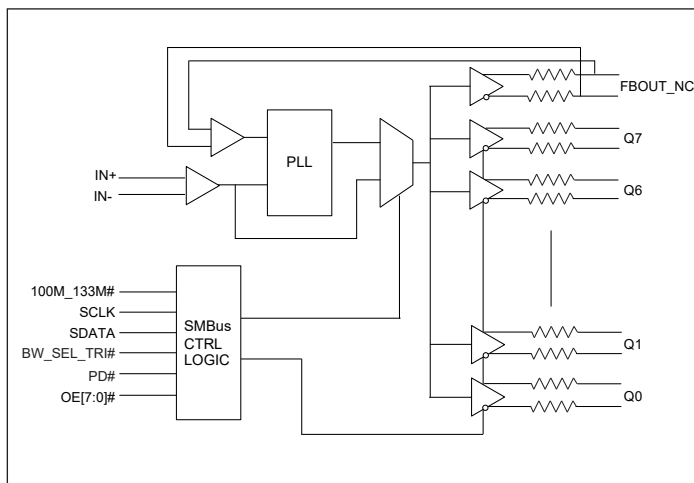 FBOUT_NC
Q7
PLL
IN+
IN-
Q6
100M_133M#
SCLK
SDATA
BW_SEL_TRI#
PD#
OE[7:0]#
SMBus
CTRL
LOGIC
Q1
Q0